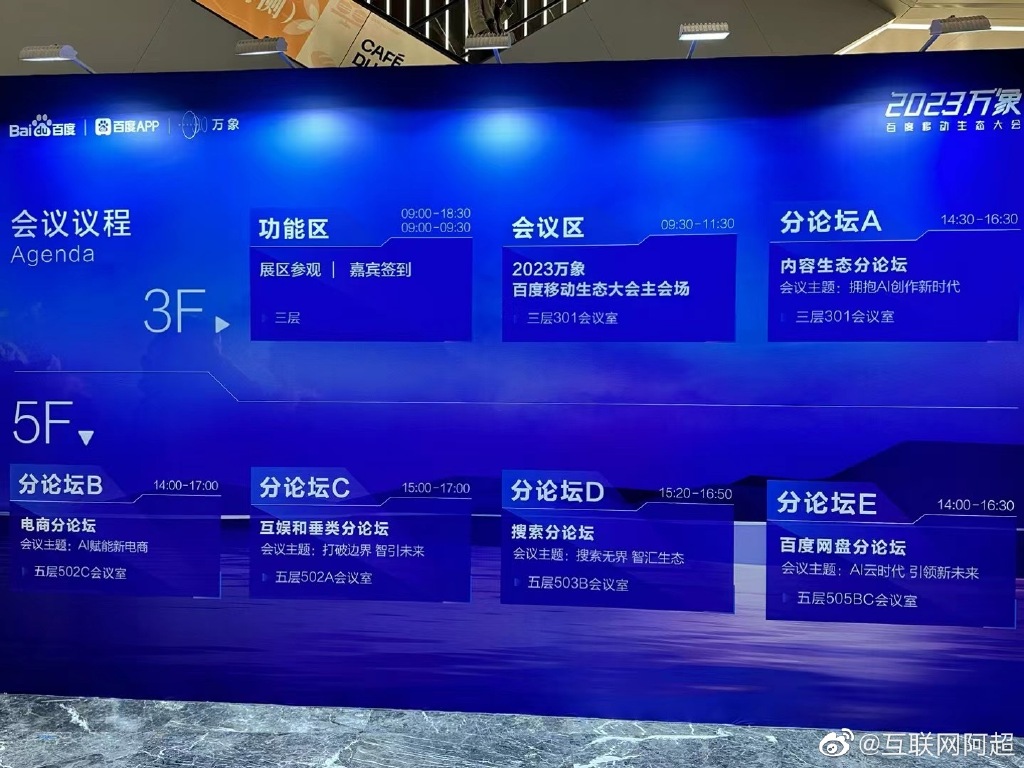 CAFÉ
Bai du 百度 | 百度APP | 万象
2023万象
百度移动生态大会
会议议程
Agenda
3F
功能区
09:00-18:30
09:00-09:30
展区参观 | 嘉宾签到
三层
会议区
09:30-11:30
2023万象
百度移动生态大会主会场
三层301会议室
分论坛A
14:30-16:30
内容生态分论坛
会议主题：拥抱AI创作新时代
三层301会议室
5F
分论坛B
14:00-17:00
电商分论坛
会议主题：AI赋能新电商
五层502C会议室
分论坛C
15:00-17:00
互娱和垂类分论坛
会议主题：打破边界 智引未来
五层502A会议室
分论坛D
15:20-16:50
搜索分论坛
会议主题：搜索无界 智汇生态
五层503B会议室
分论坛E
14:00-16:30
百度网盘分论坛
会议主题：AI云时代 引领新未来
五层505BC会议室
@互联网阿超